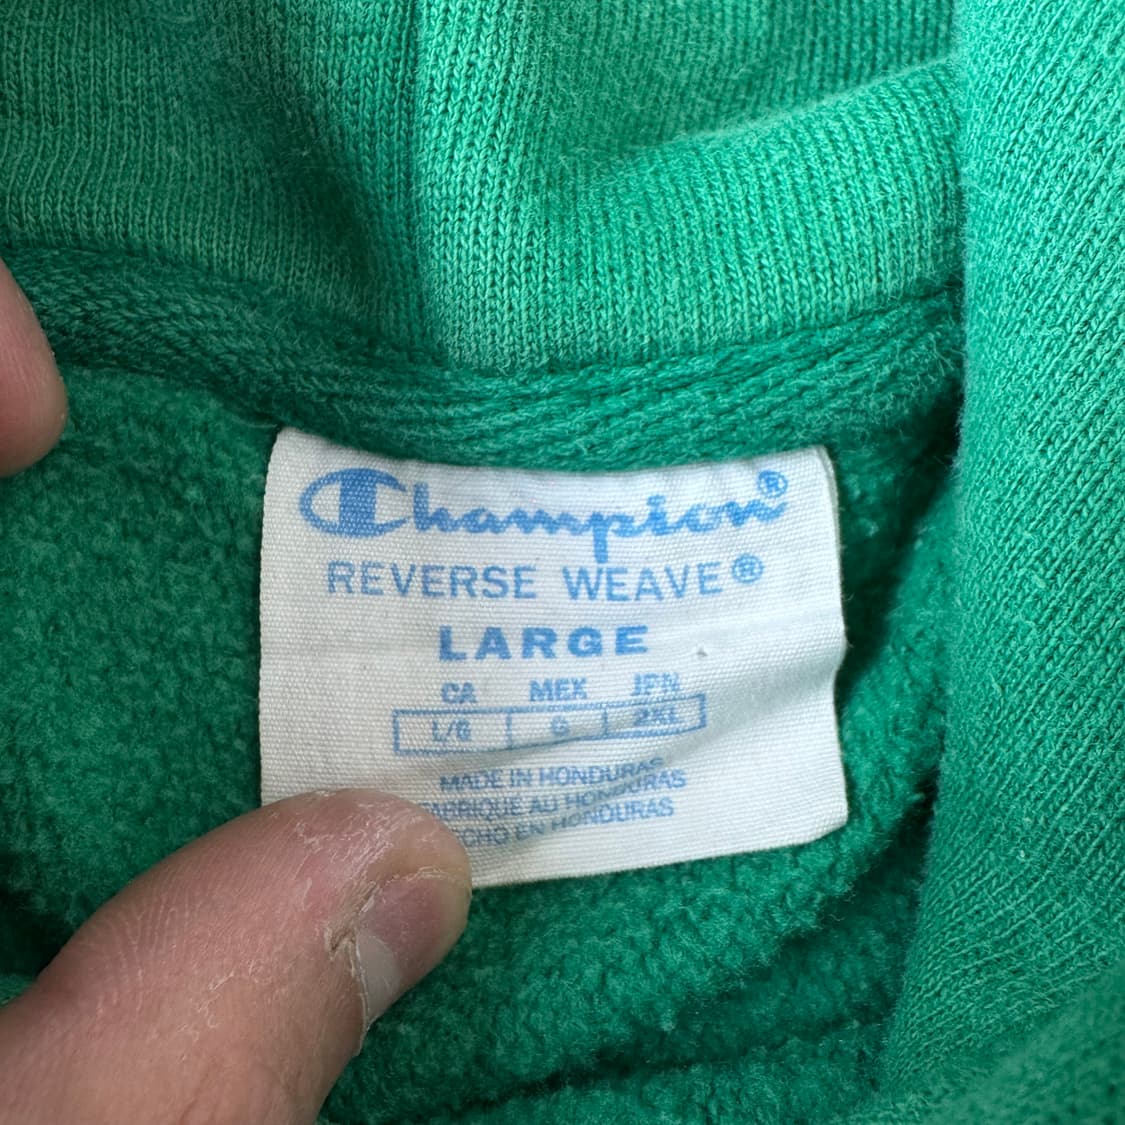 Champion®
REVERSE WEAVE®
LARGE
CA MEX JPN
L/G G 2XL
MADE IN HONDURAS
FABRIQUE AU HONDURAS
HECHO EN HONDURAS